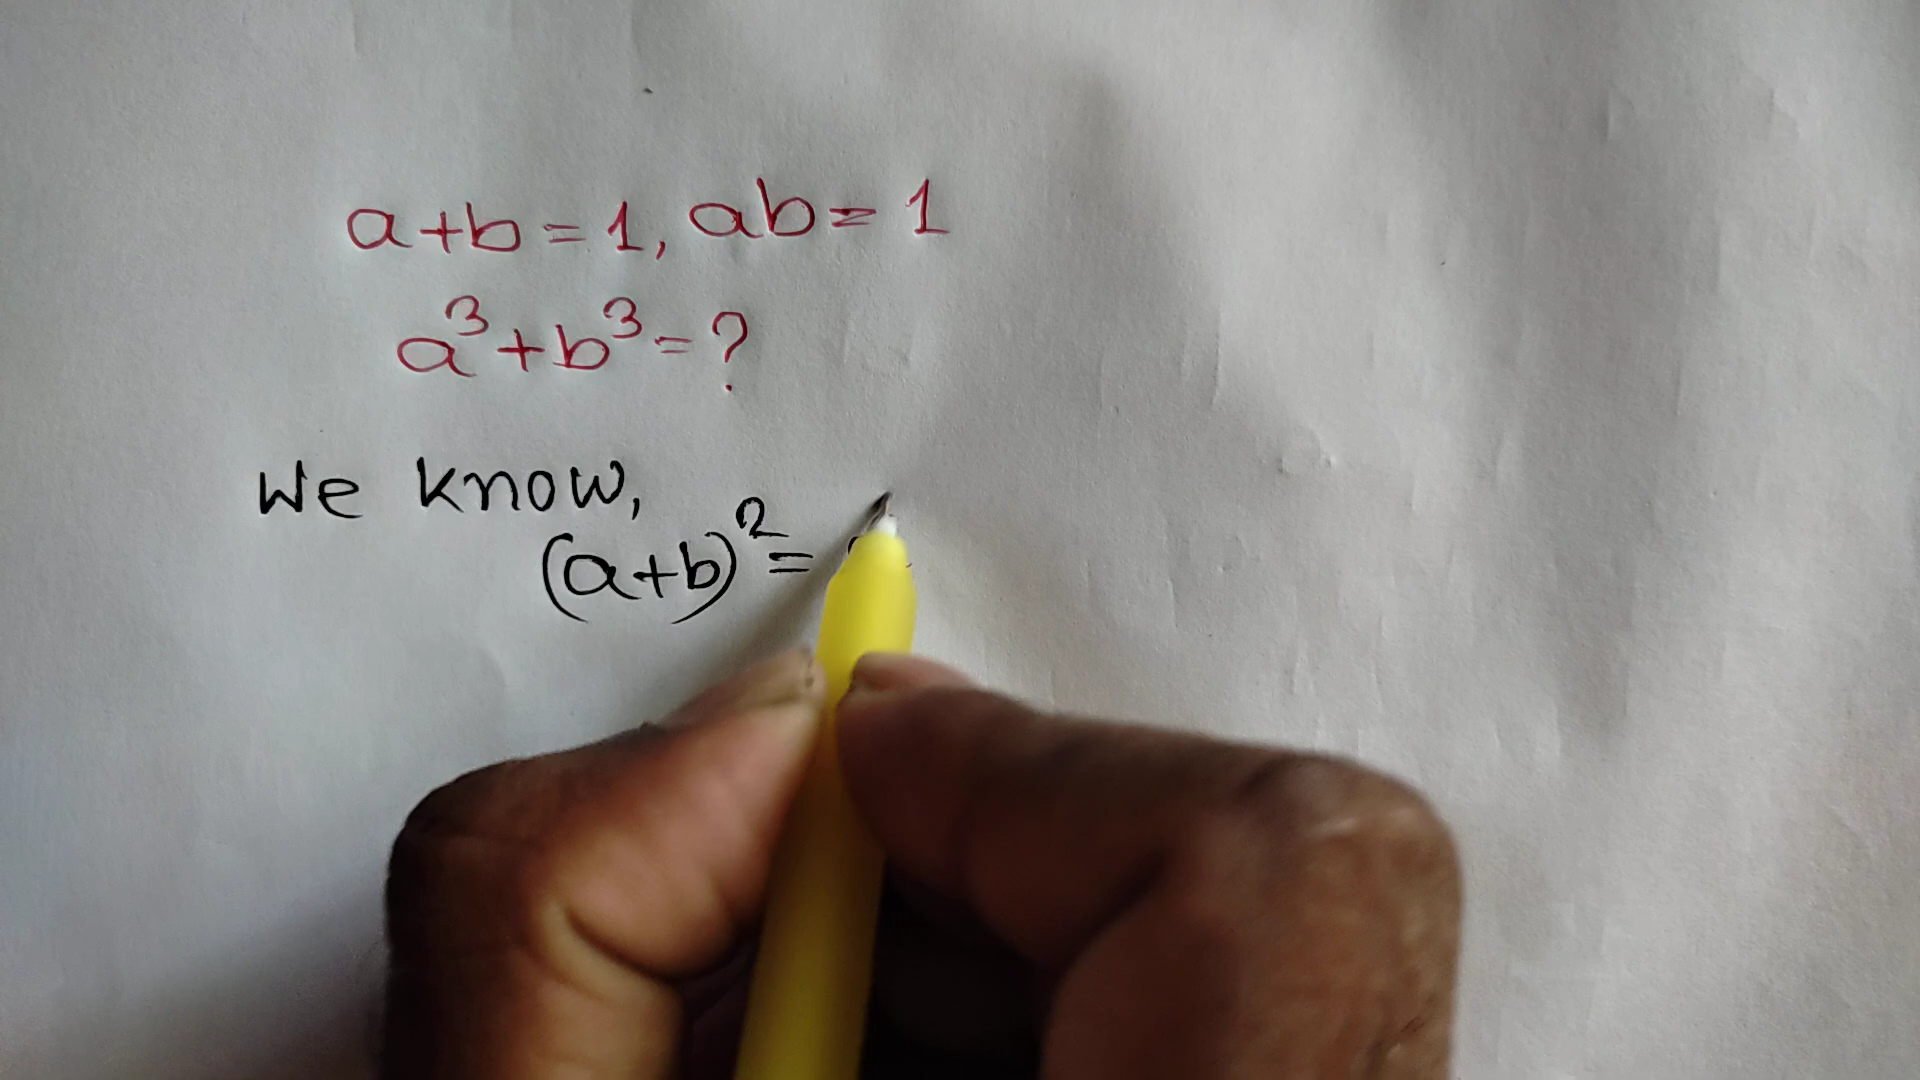 a+b=1, ab=1
a³+b³=?
We know,
(a+b)²=